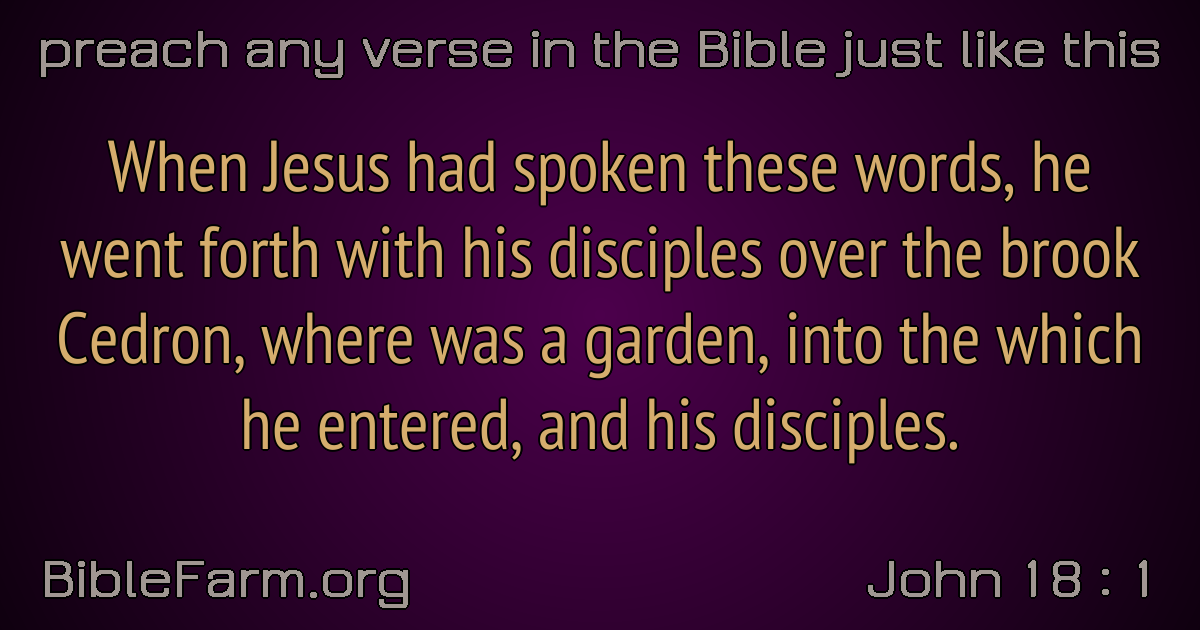 preach any verse in the Bible just like this
When Jesus had spoken these words, he
went forth with his disciples over the brook
Cedron, where was a garden, into the which
he entered, and his disciples.
BibleFarm.org
John 18 : 1